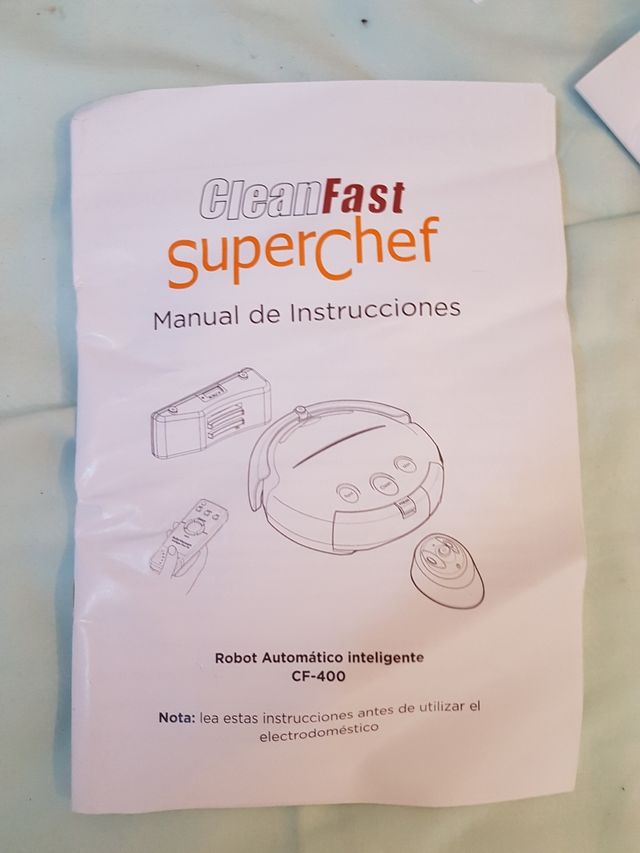 CleanFast
SuperChef
Manual de Instrucciones
Clean
Robot Automático inteligente
CF-400
Nota: lea estas instrucciones antes de utilizar el
electrodoméstico